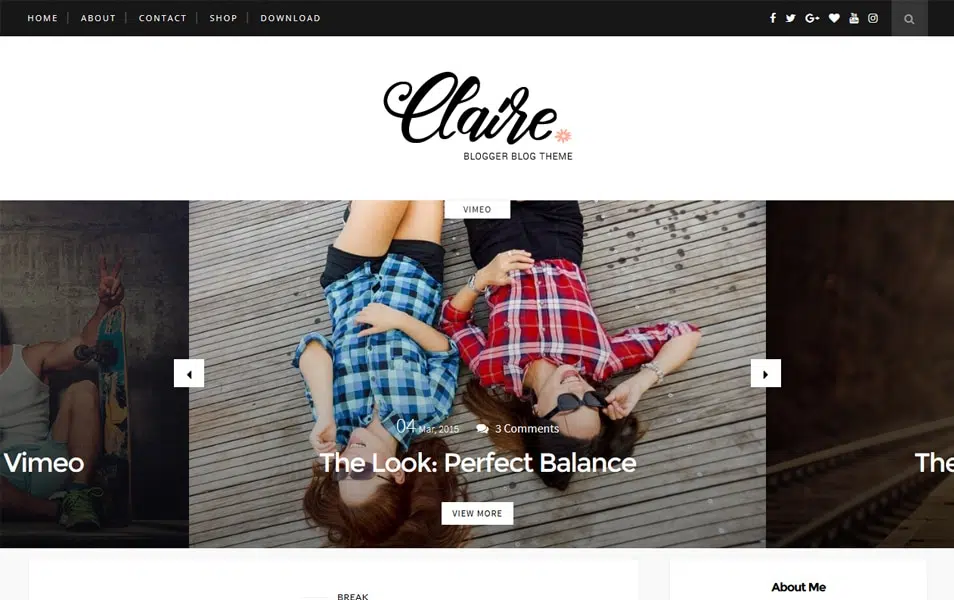 HOME ABOUT CONTACT SHOP DOWNLOAD
Claire
BLOGGER BLOG THEME
VIMEO
04 Mar, 2015 3 Comments
Vimeo
The Look: Perfect Balance
The
VIEW MORE
BREAK
About Me